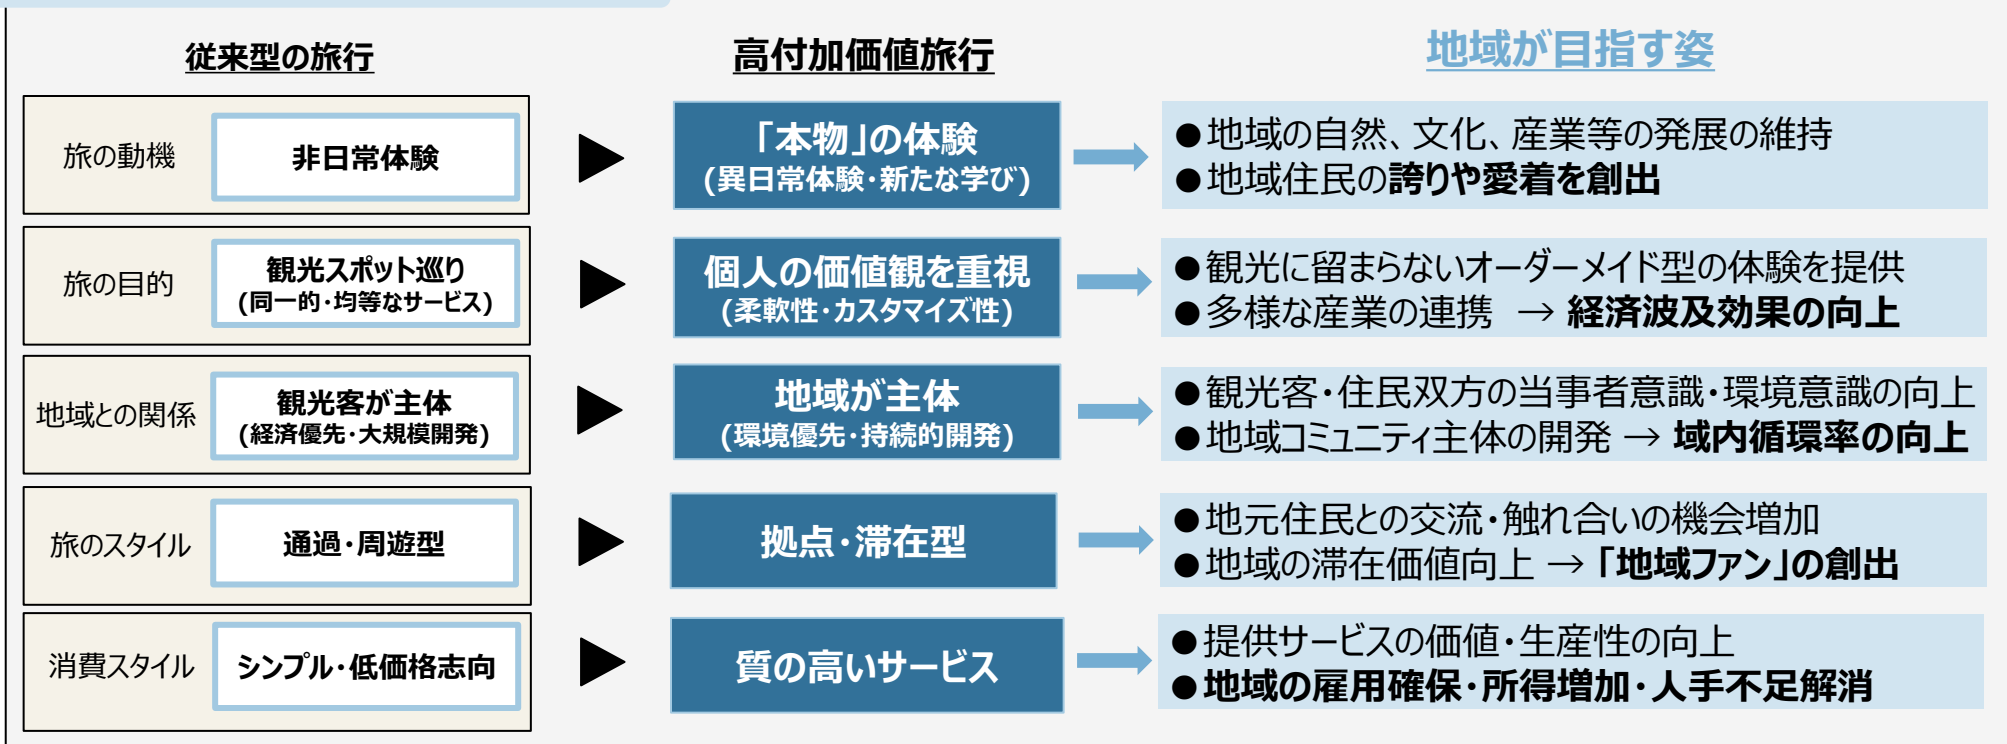 従来型の旅行
高付加価値旅行
地域が目指す姿
旅の動機
非日常体験
「本物」の体験
(異日常体験・新たな学び)
●地域の自然、文化、産業等の発展の維持
●地域住民の誇りや愛着を創出
旅の目的
観光スポット巡り
(同一的・均等なサービス)
個人の価値観を重視
(柔軟性・カスタマイズ性)
●観光に留まらないオーダーメイド型の体験を提供
●多様な産業の連携 → 経済波及効果の向上
地域との関係
観光客が主体
(経済優先・大規模開発)
地域が主体
(環境優先・持続的開発)
●観光客・住民双方の当事者意識・環境意識の向上
●地域コミュニティ主体の開発 → 域内循環率の向上
旅のスタイル
通過・周遊型
拠点・滞在型
●地元住民との交流・触れ合いの機会増加
●地域の滞在価値向上 → 「地域ファン」の創出
消費スタイル
シンプル・低価格志向
質の高いサービス
●提供サービスの価値・生産性の向上
●地域の雇用確保・所得増加・人手不足解消